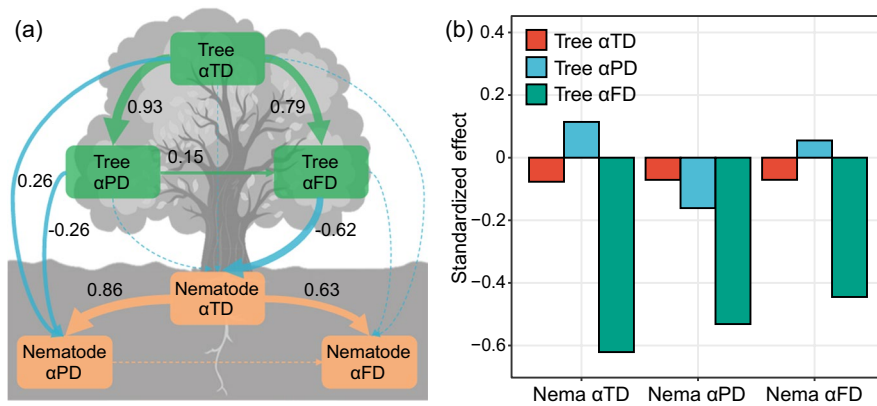 (a)
Tree
αTD
0.93
0.79
Tree
αPD
0.15
Tree
αFD
0.26
-0.26
-0.62
Nematode
αTD
0.86
0.63
Nematode
αPD
Nematode
αFD
(b)
Tree αTD
Tree αPD
Tree αFD
Standardized effect
0.4
0.2
0
−0.2
−0.4
−0.6
Nema αTD
Nema αPD
Nema αFD